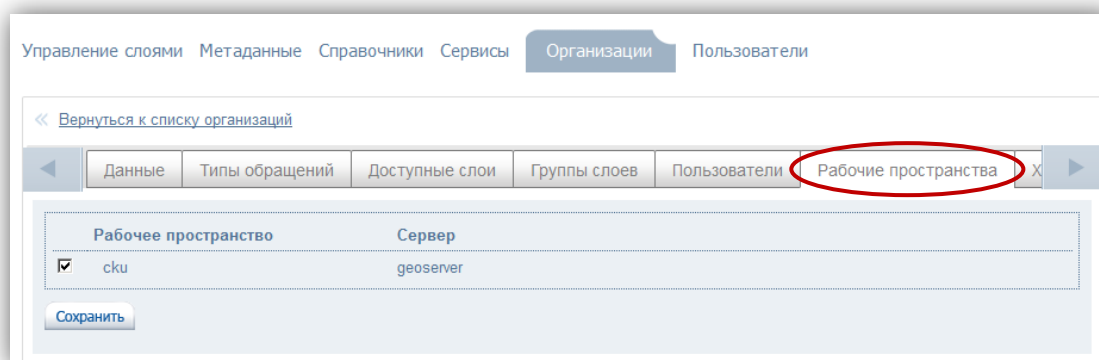 Управление слоями Метаданные Справочники Сервисы Организации Пользователи
« Вернуться к списку организаций
Данные Типы обращений Доступные слои Группы слоев Пользователи Рабочие пространства Х
Рабочее пространство Сервер
cku geoserver
Сохранить